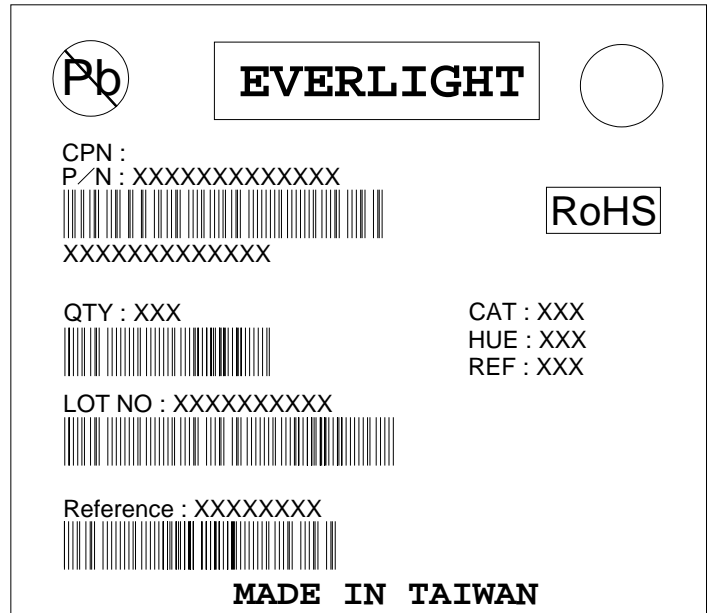 Pb
EVERLIGHT
CPN :
P/N : XXXXXXXXXXXXX
RoHS
XXXXXXXXXXXXX
QTY : XXX
CAT : XXX
HUE : XXX
REF : XXX
LOT NO : XXXXXXXXXX
Reference : XXXXXXXX
MADE IN TAIWAN